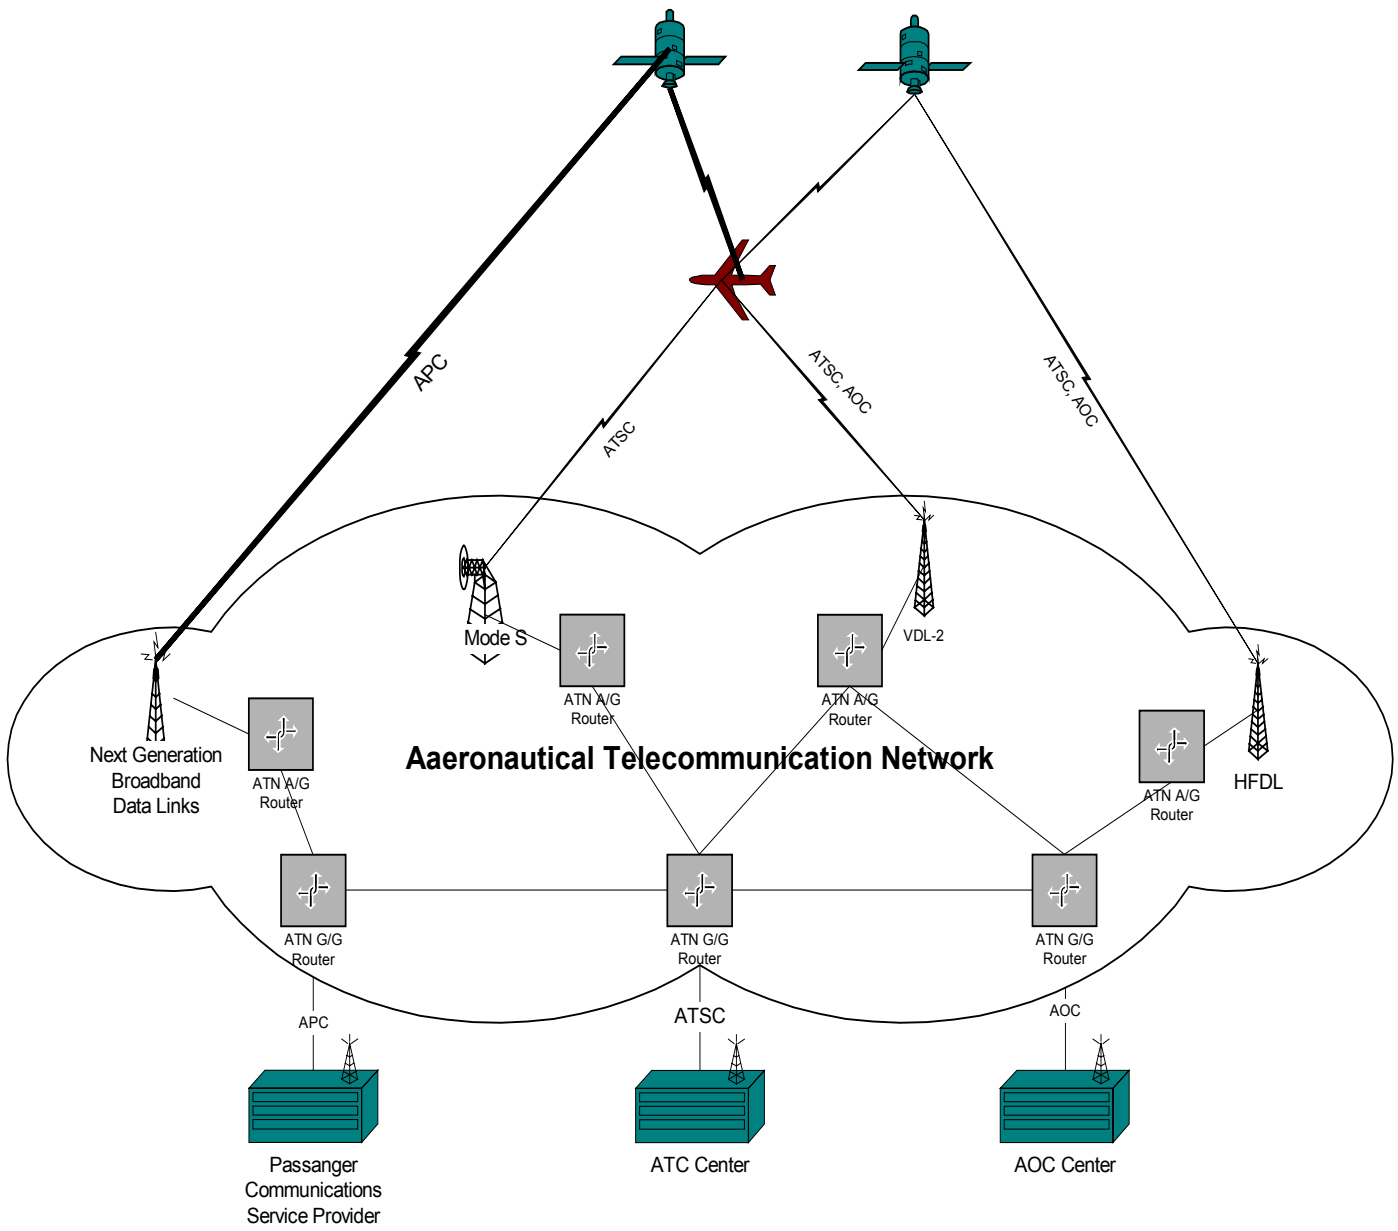 APC
ATSC
ATSC, AOC
ATSC, AOC
Mode S
VDL-2
ATN A/G
Router
ATN A/G
Router
Next Generation
Broadband
Data Links
ATN A/G
Router
Aaeronautical Telecommunication Network
HFDL
ATN A/G
Router
ATN G/G
Router
ATN G/G
Router
ATN G/G
Router
APC
ATSC
AOC
Passanger
Communications
Service Provider
ATC Center
AOC Center